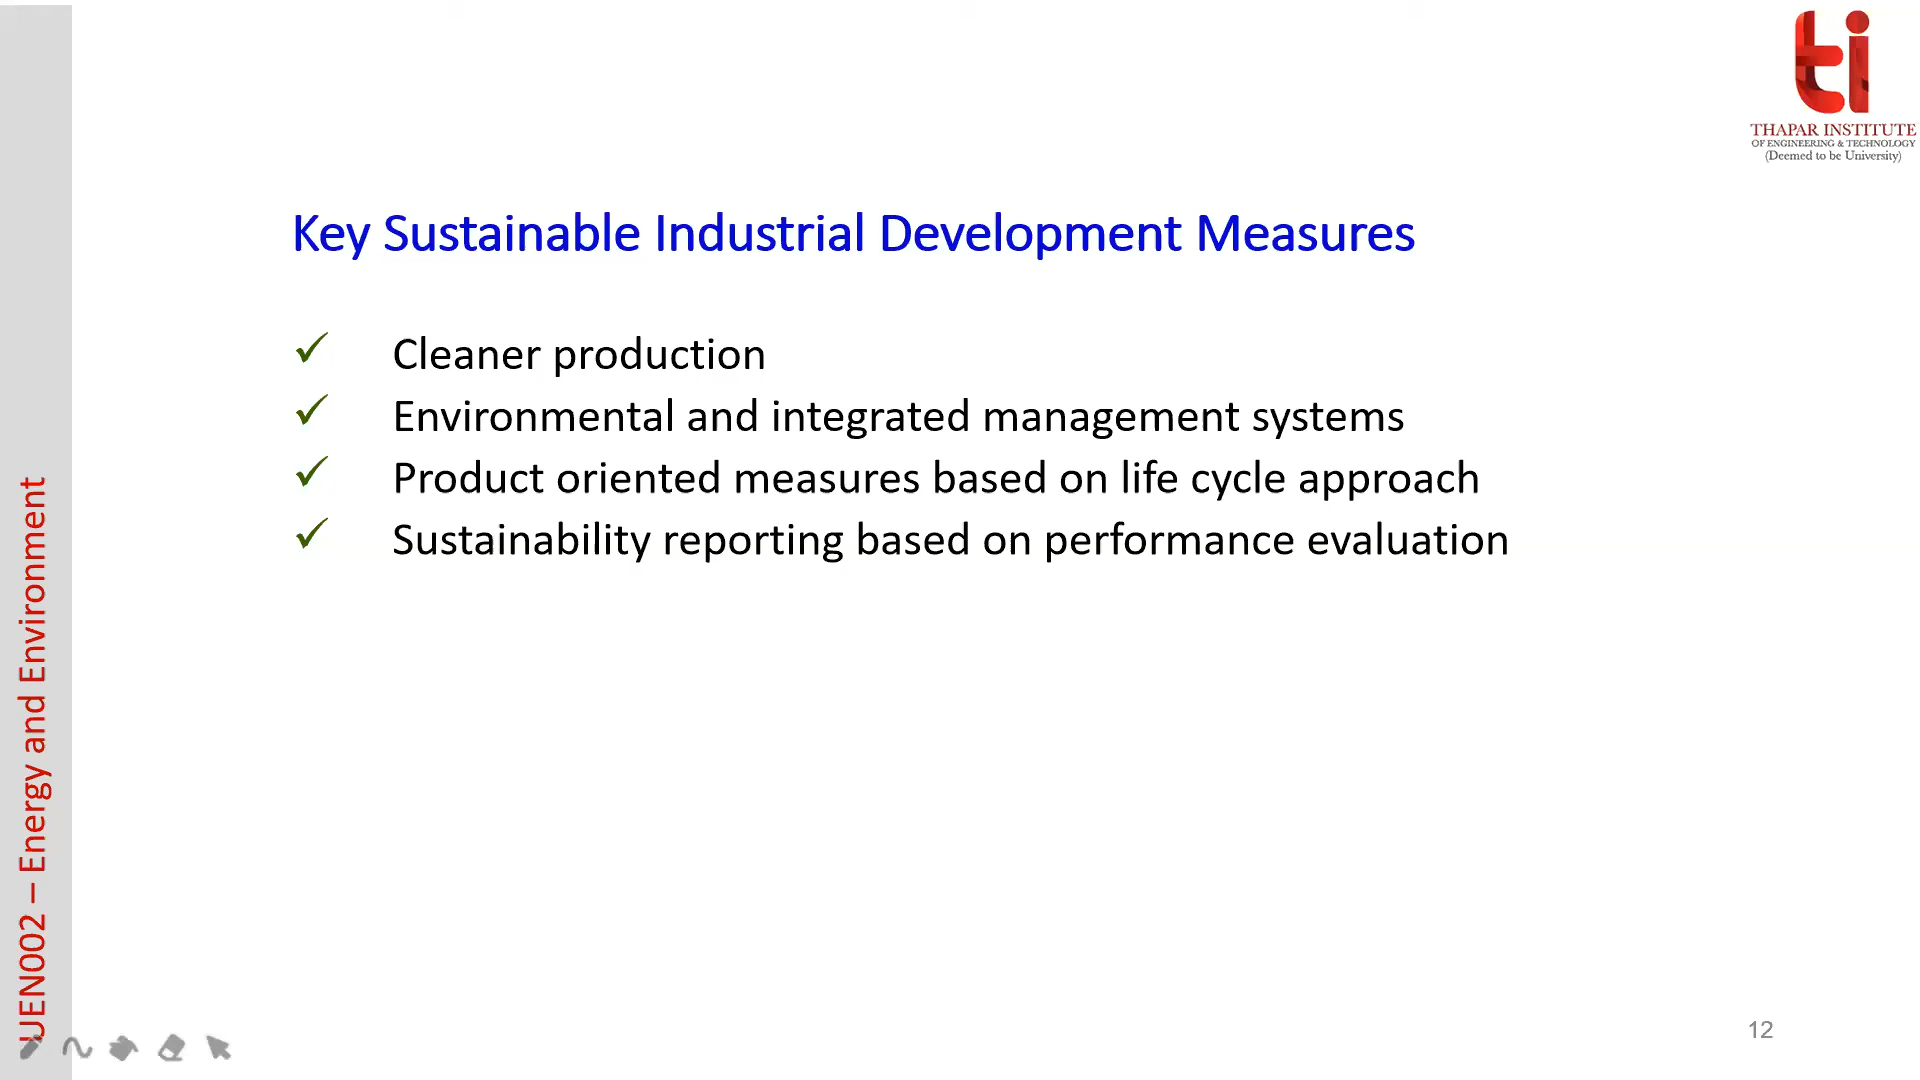 THAPAR INSTITUTE
OF ENGINEERING & TECHNOLOGY
(Deemed to be University)
Key Sustainable Industrial Development Measures
Cleaner production
Environmental and integrated management systems
Product oriented measures based on life cycle approach
Sustainability reporting based on performance evaluation
UEN002 – Energy and Environment
12